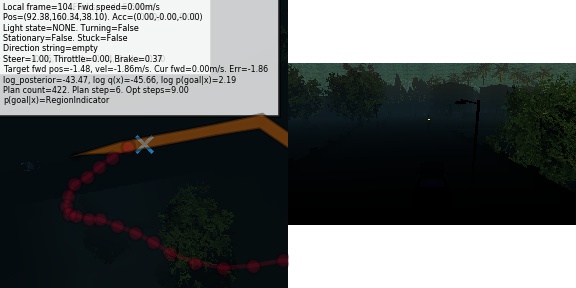 Local frame=104. Fwd speed=0.00m/s
Pos=(92.38,160.34,38.10). Acc=(0.00,-0.00,-0.00)
Light state=NONE. Turning=False
Stationary=False. Stuck=False
Direction string=empty
Steer=1.00, Throttle=0.00, Brake=0.37
Target fwd pos=-1.48, vel=-1.86m/s. Cur fwd=0.00m/s. Err=-1.86
log_posterior=-43.47, log q(x)=-45.66, log p(goal|x)=2.19
Plan count=422. Plan step=6. Opt steps=9.00
p(goal|x)=RegionIndicator